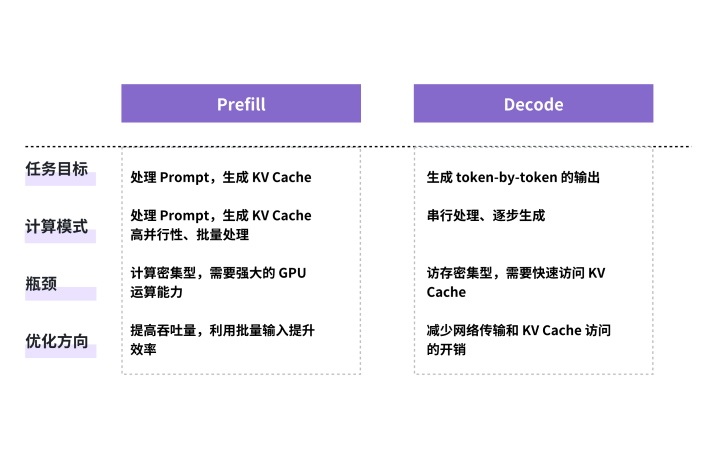 Prefill
Decode
任务目标
处理 Prompt，生成 KV Cache
生成 token-by-token 的输出
计算模式
处理 Prompt，生成 KV Cache
高并行性、批量处理
串行处理、逐步生成
瓶颈
计算密集型，需要强大的 GPU
运算能力
访存密集型，需要快速访问 KV
Cache
优化方向
提高吞吐量，利用批量输入提升
效率
减少网络传输和 KV Cache 访问
的开销